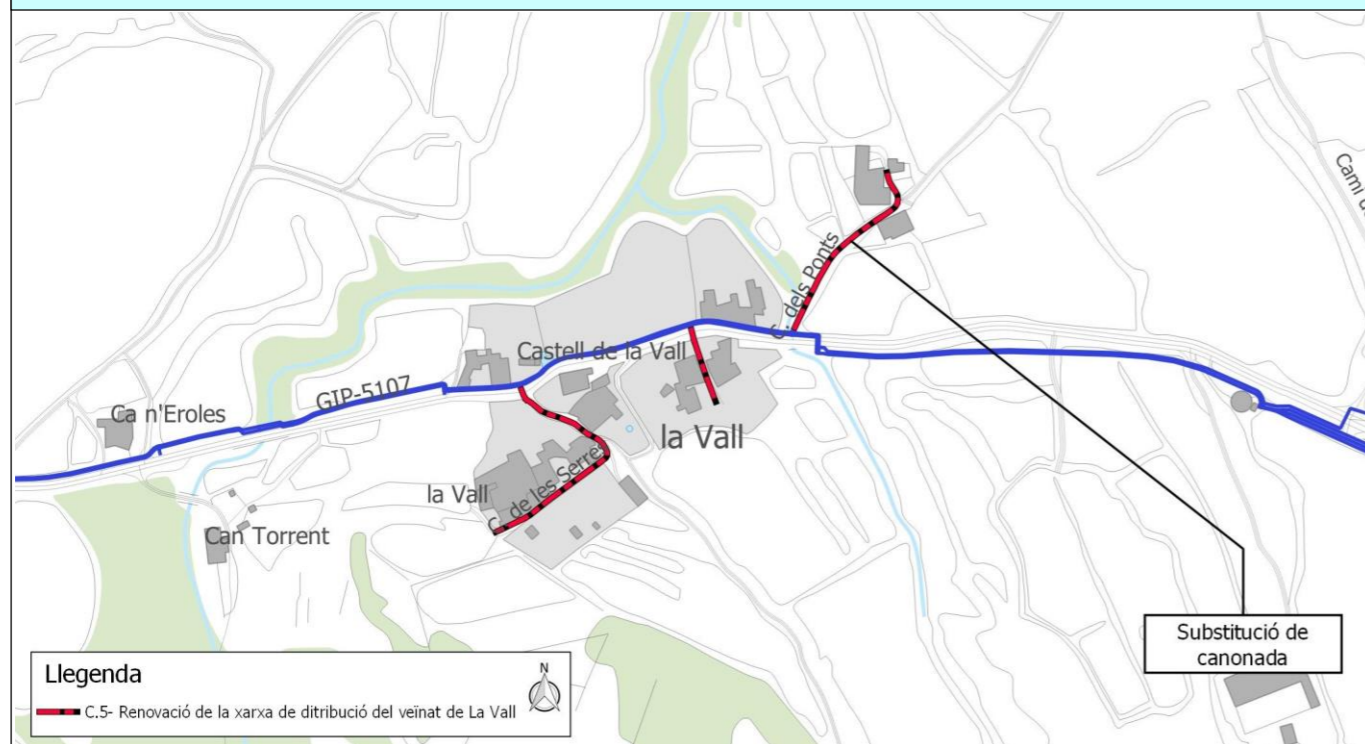 Camí d
C. dels Ponts
Castell de la Vall
GIP-5107
Ca n'Eroles
la Vall
la Vall
C. de les Serres
Can Torrent
Substitució de
canonada
Llegenda
N
C.5- Renovació de la xarxa de ditribució del veïnat de La Vall